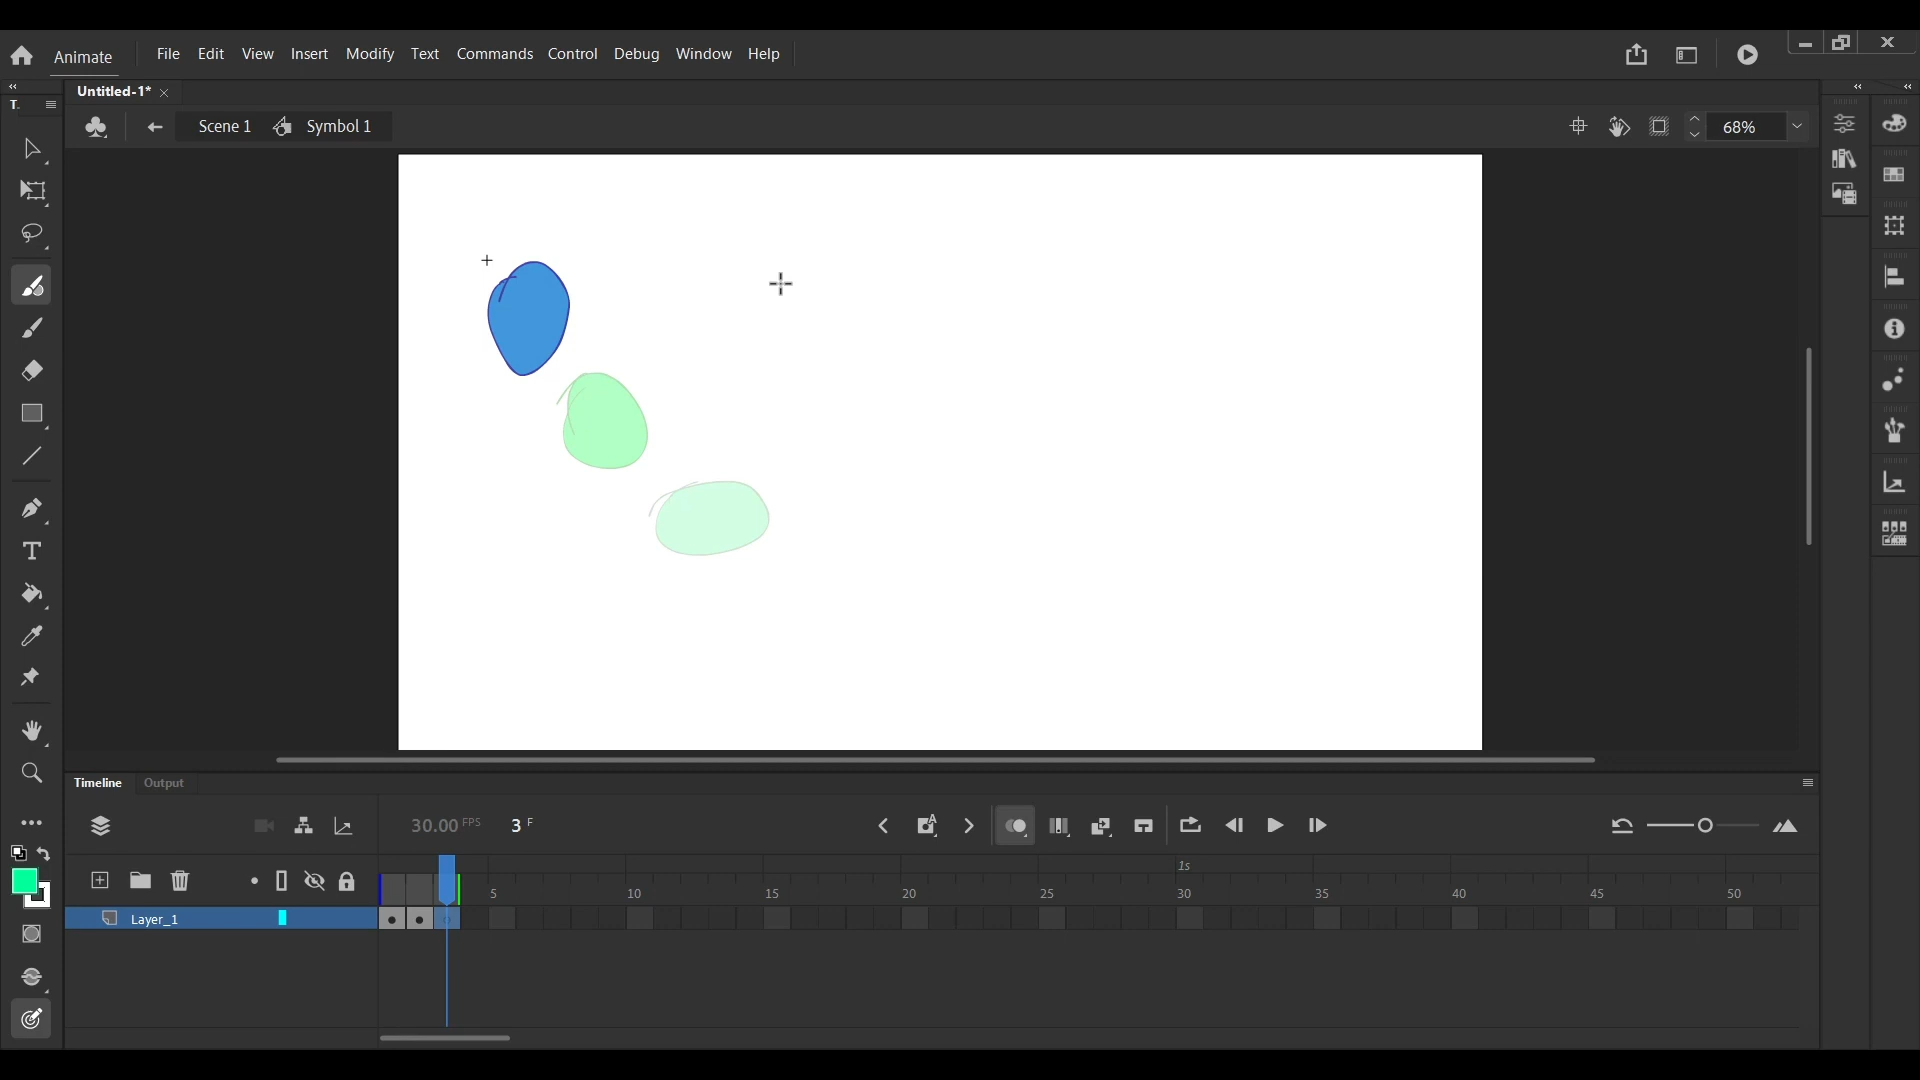 Animate File Edit View Insert Modify Text Commands Control Debug Window Help
T.
Untitled-1*
Scene 1 Symbol 1 68%
Timeline Output
30.00 FPS 3 F
1s
5 10 15 20 25 30 35 40 45 50
Layer_1